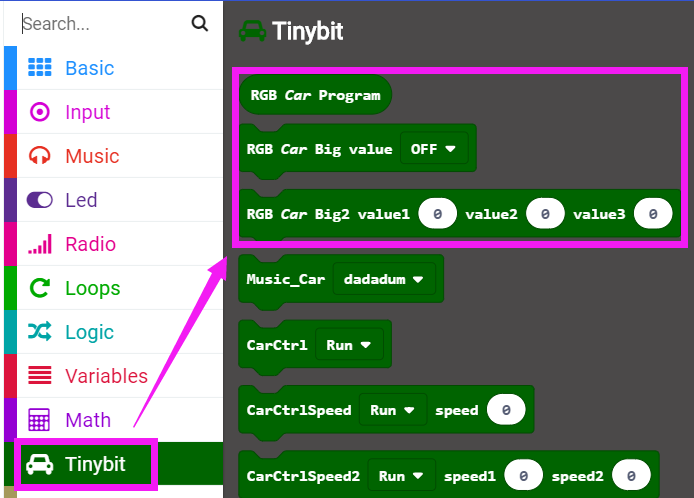 Search...
Basic
Input
Music
Led
Radio
Loops
Logic
Variables
Math
Tinybit
Tinybit
RGB Car Program
RGB Car Big value OFF
RGB Car Big2 value1 0 value2 0 value3 0
Music_Car dadadum
CarCtrl Run
CarCtrlSpeed Run speed 0
CarCtrlSpeed2 Run speed1 0 speed2 0